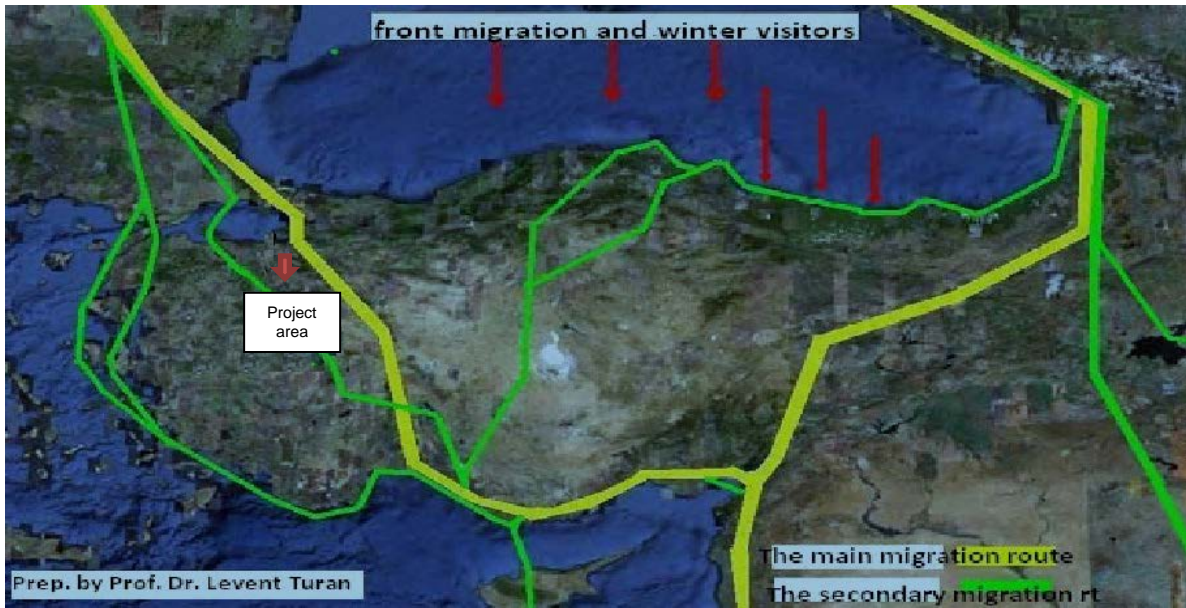 front migration and winter visitors
Project
area
Prep. by Prof. Dr. Levent Turan
The main migration route
The secondary migration rt